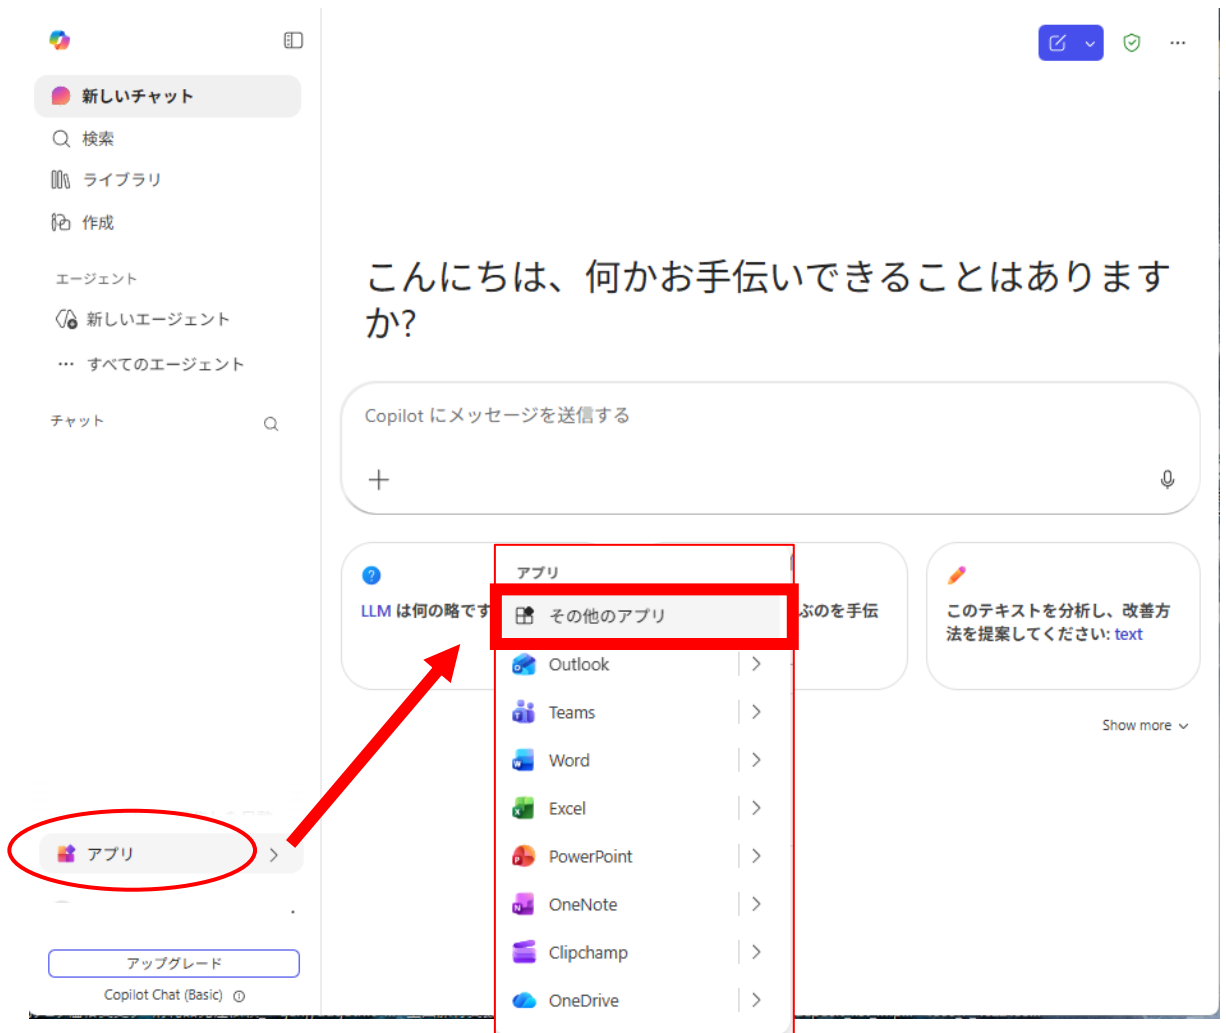 新しいチャット
検索
ライブラリ
作成
エージェント
新しいエージェント
すべてのエージェント
チャット
こんにちは、何かお手伝いできることはあります
か?
Copilot にメッセージを送信する
LLM は何の略です
ぶのを手伝
このテキストを分析し、改善方
法を提案してください: text
Show more
アプリ
その他のアプリ
Outlook
Teams
Word
Excel
PowerPoint
OneNote
Clipchamp
OneDrive
アプリ
アップグレード
Copilot Chat (Basic)